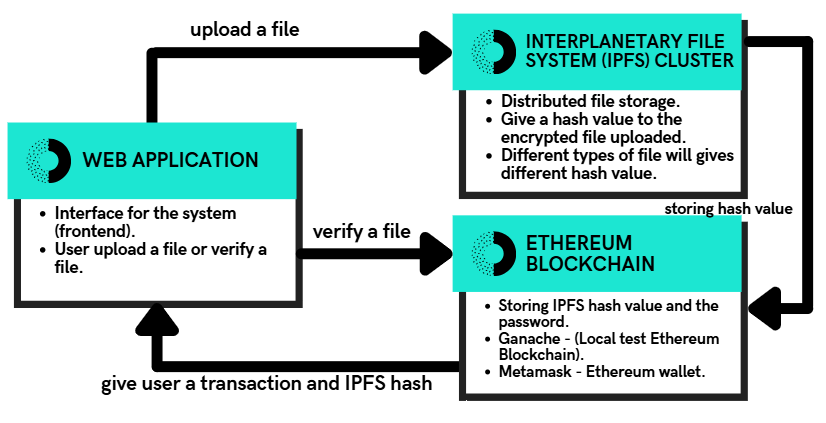 upload a file
INTERPLANETARY FILE
SYSTEM (IPFS) CLUSTER
• Distributed file storage.
• Give a hash value to the
encrypted file uploaded.
• Different types of file will gives
different hash value.
WEB APPLICATION
• Interface for the system
(frontend).
• User upload a file or verify a
file.
storing hash value
verify a file
ETHEREUM
BLOCKCHAIN
• Storing IPFS hash value and the
password.
• Ganache - (Local test Ethereum
Blockchain).
• Metamask - Ethereum wallet.
give user a transaction and IPFS hash